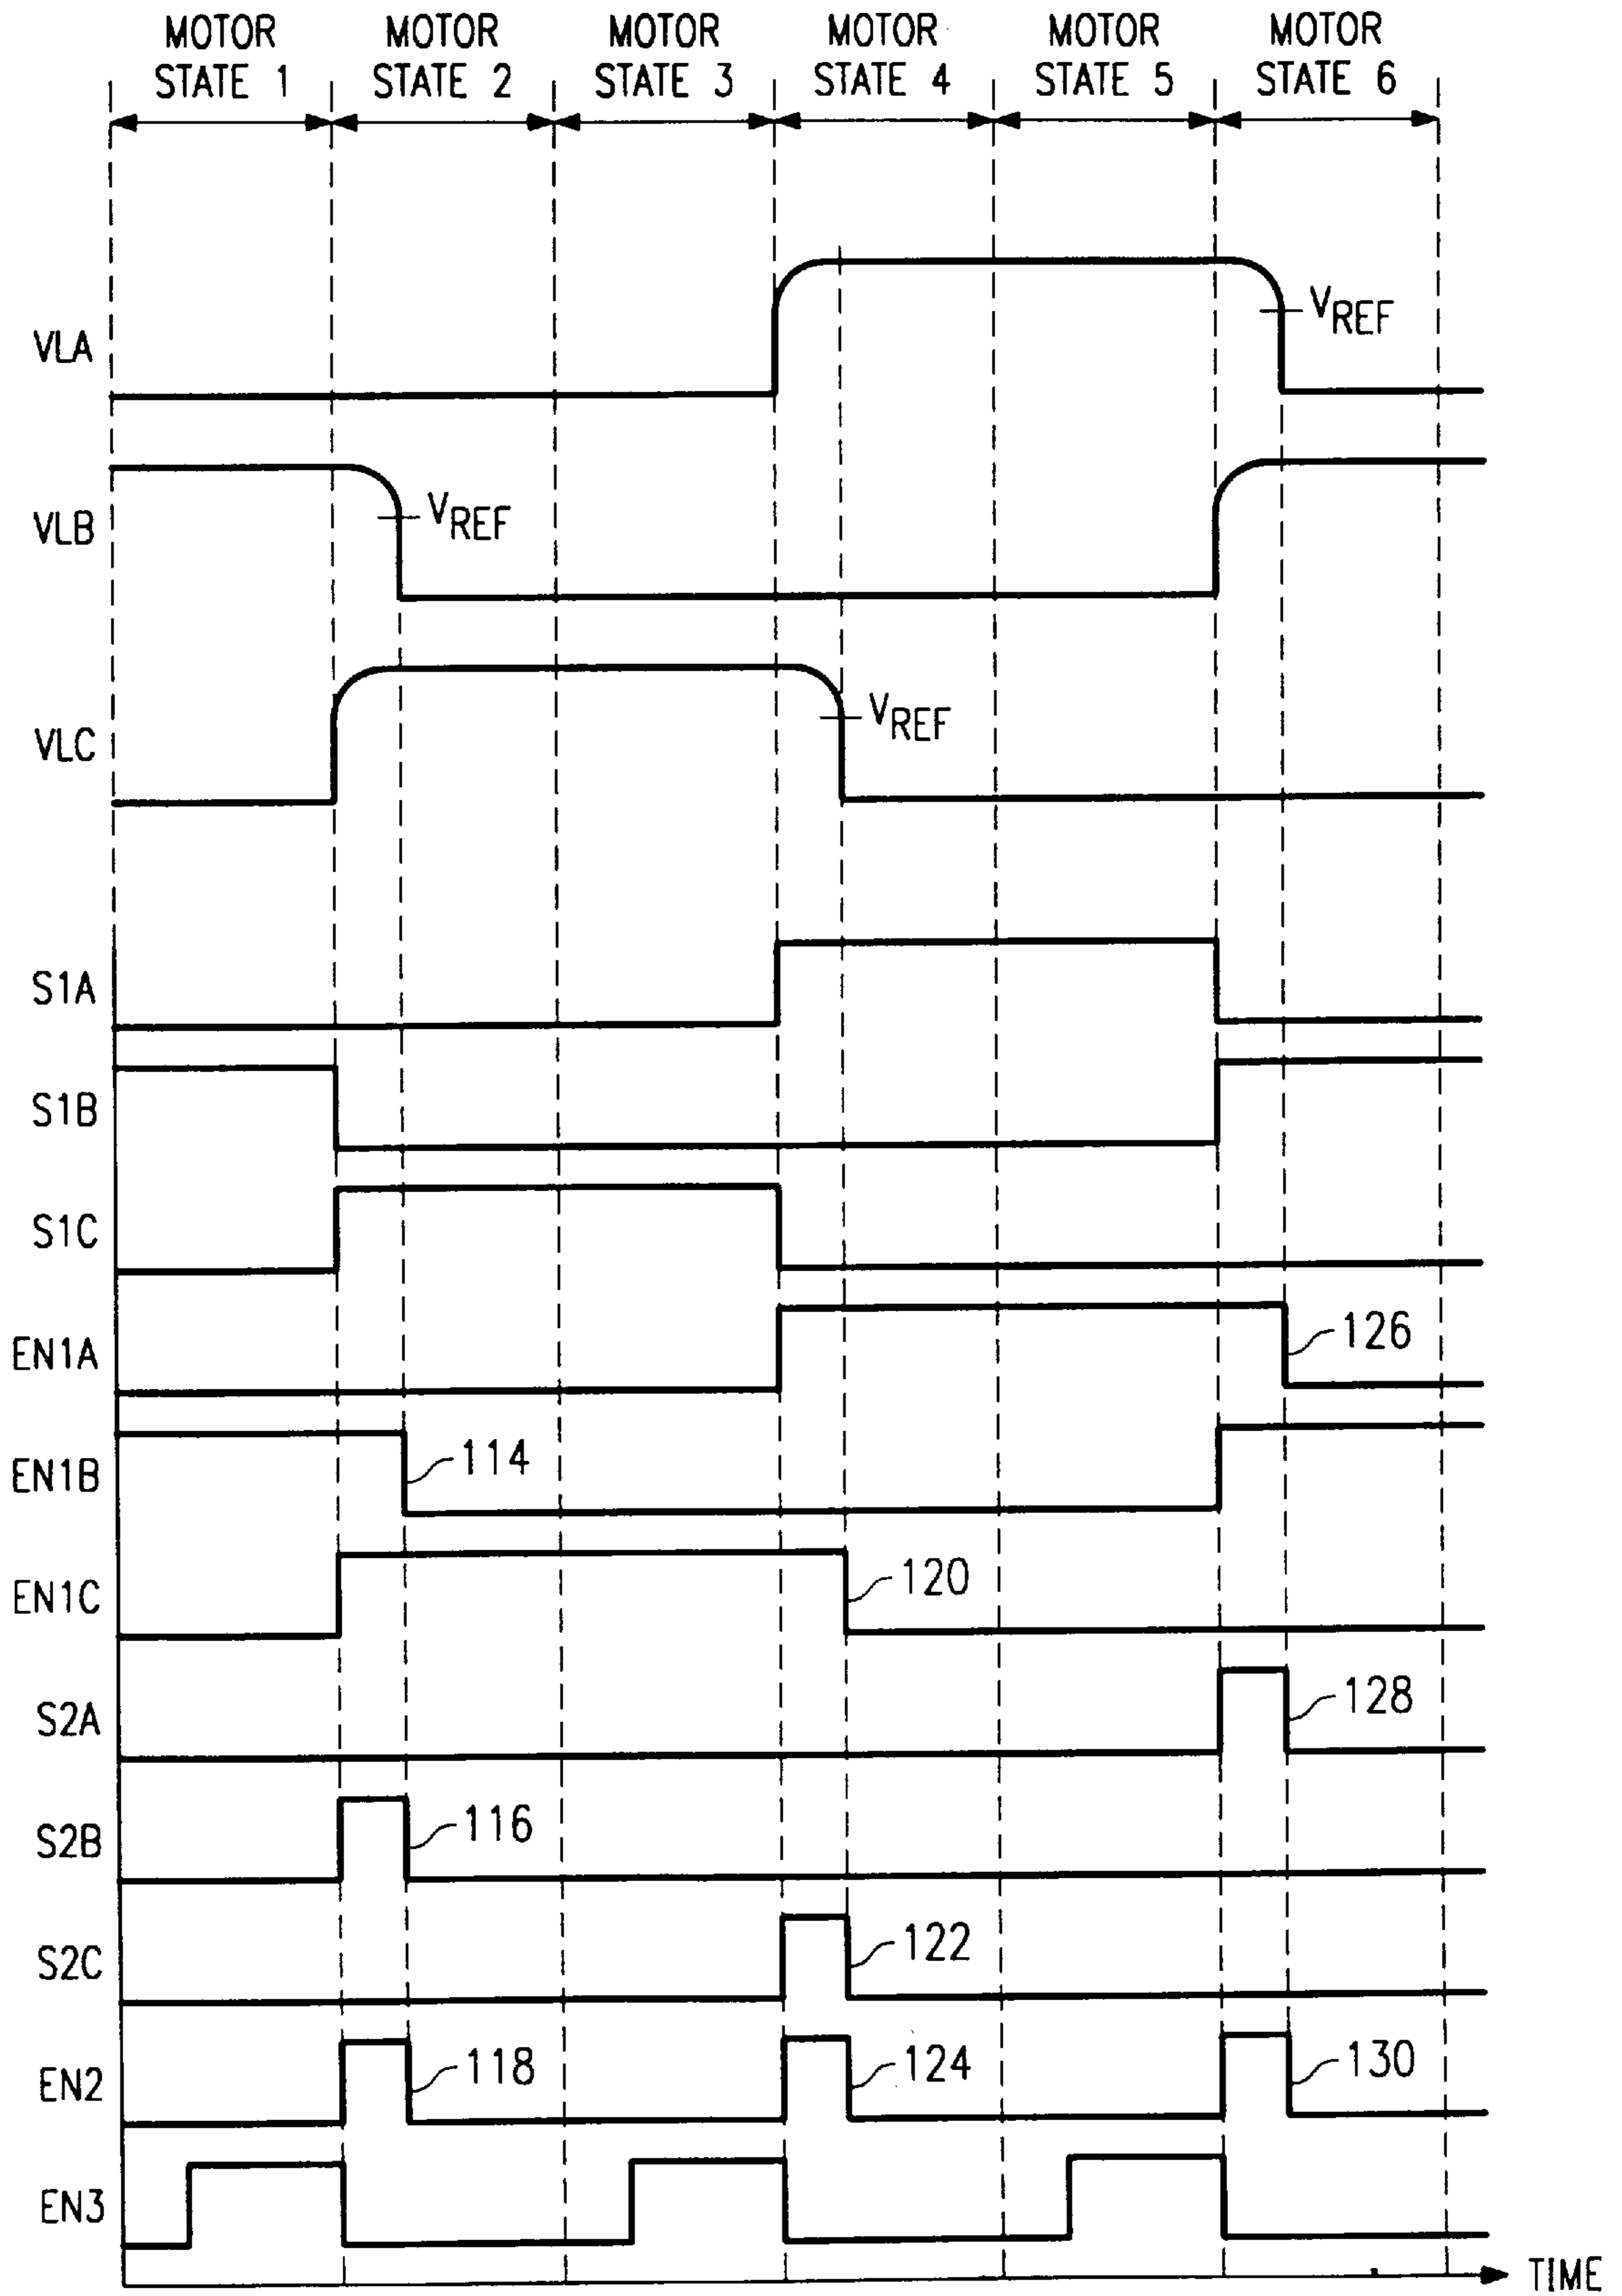 MOTOR STATE 1
MOTOR STATE 2
MOTOR STATE 3
MOTOR STATE 4
MOTOR STATE 5
MOTOR STATE 6
VLA
VREF
VLB
VREF
VLC
VREF
S1A
S1B
S1C
EN1A
126
EN1B
114
EN1C
120
S2A
128
S2B
116
S2C
122
EN2
118
124
130
EN3
TIME